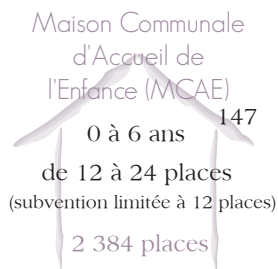 Maison Communale
d'Accueil de
l'Enfance (MCAE)
147
0 à 6 ans
de 12 à 24 places
(subvention limitée à 12 places)
2 384 places